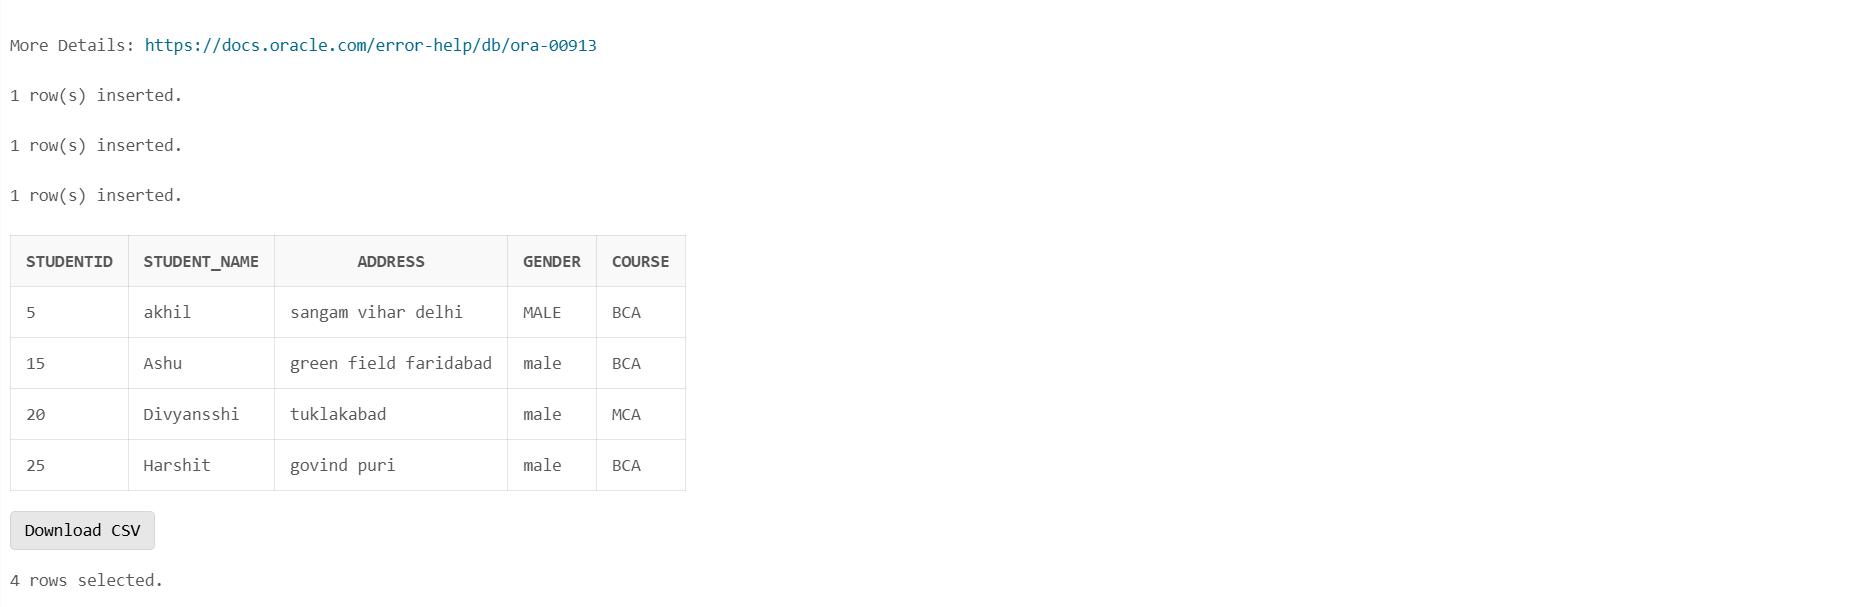 More Details: https://docs.oracle.com/error-help/db/ora-00913
1 row(s) inserted.
1 row(s) inserted.
1 row(s) inserted.
STUDENTID STUDENT_NAME ADDRESS GENDER COURSE
5 akhil sangam vihar delhi MALE BCA
15 Ashu green field faridabad male BCA
20 Divyansshi tuklakabad male MCA
25 Harshit govind puri male BCA
Download CSV
4 rows selected.